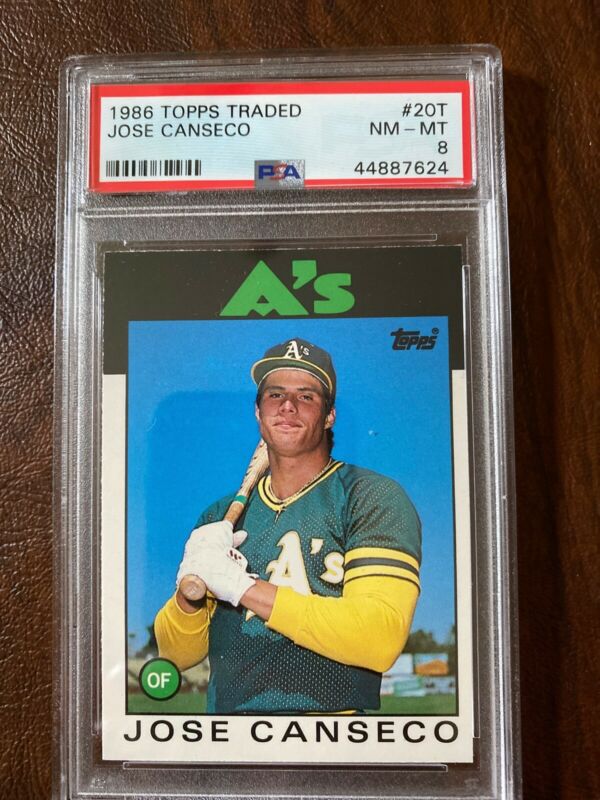 1986 TOPPS TRADED #20T
JOSE CANSECO NM – MT
8
PSA 44887624
A's
topps®
A's
A's
OF
JOSE CANSECO